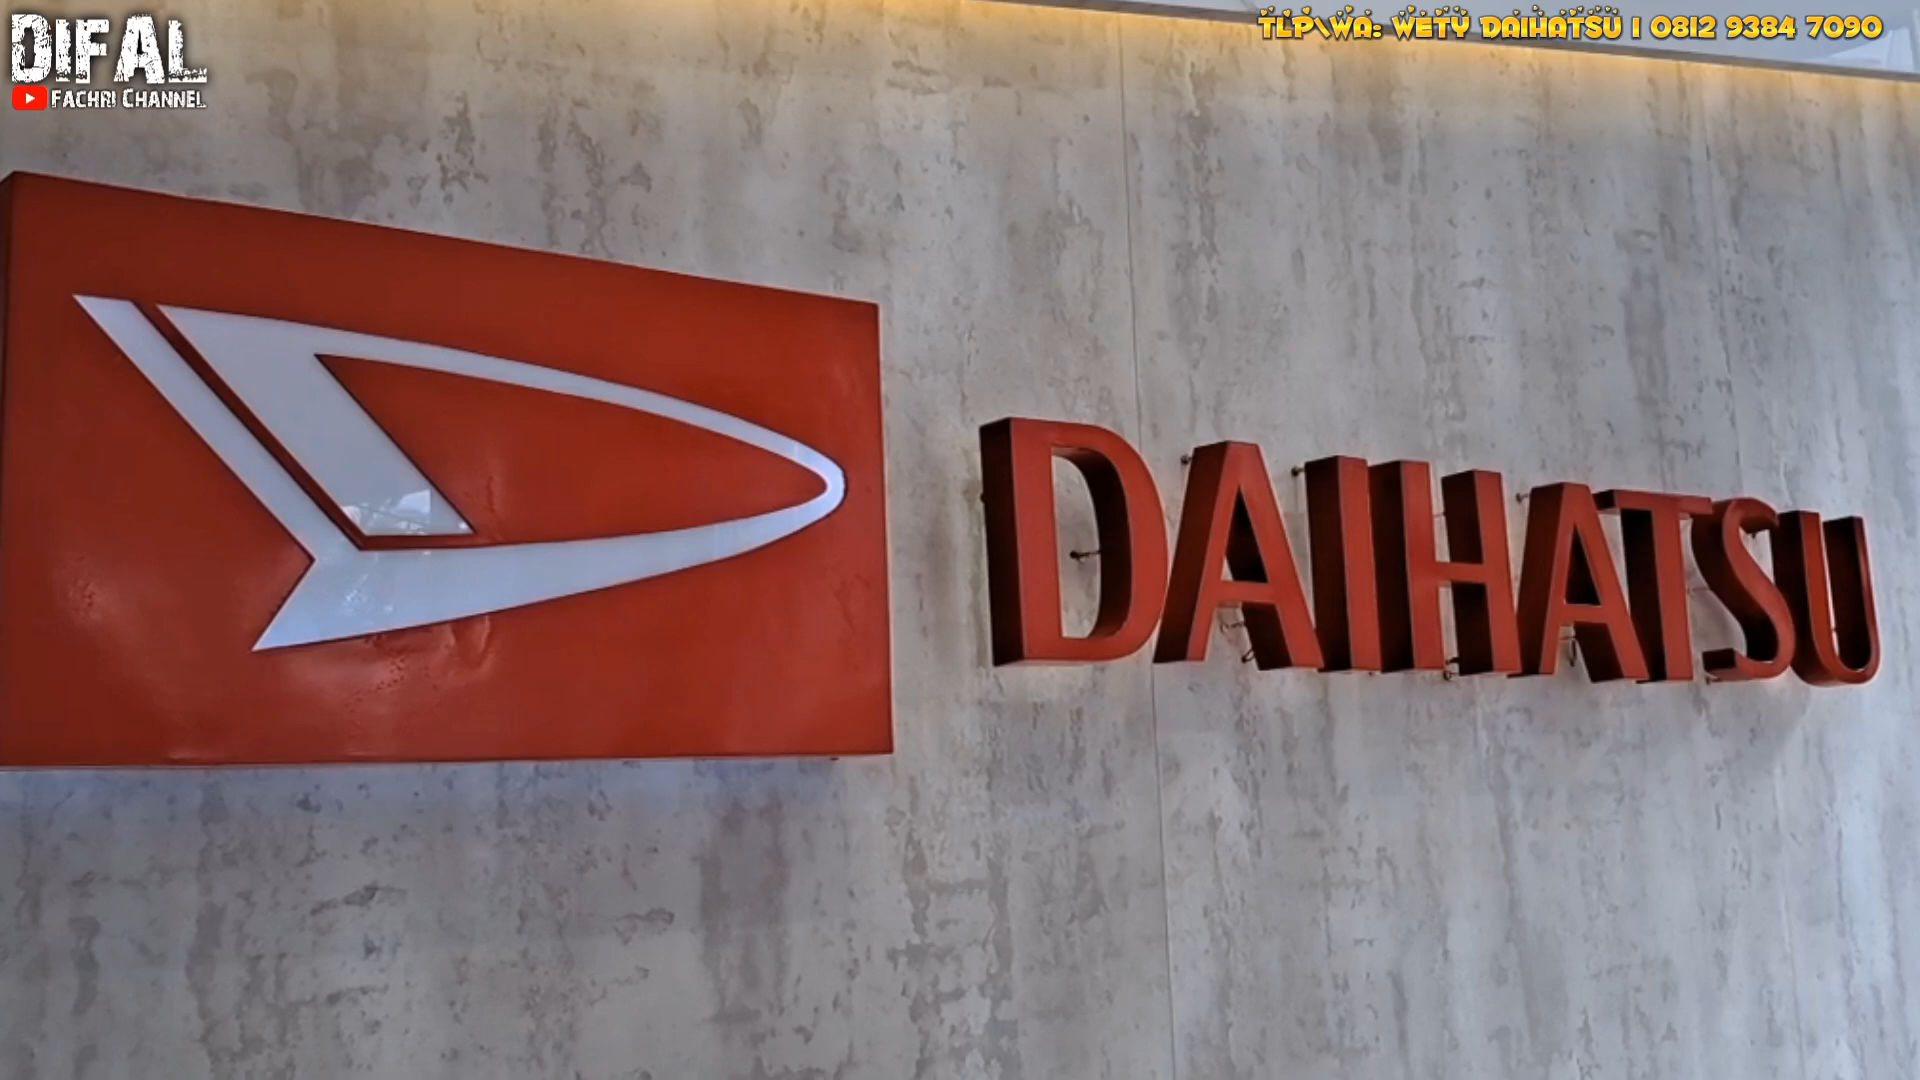 DIFAL
FACHRI CHANNEL
TLP\WA: WETY DAIHATSU | 0812 9384 7090
DAIHATSU